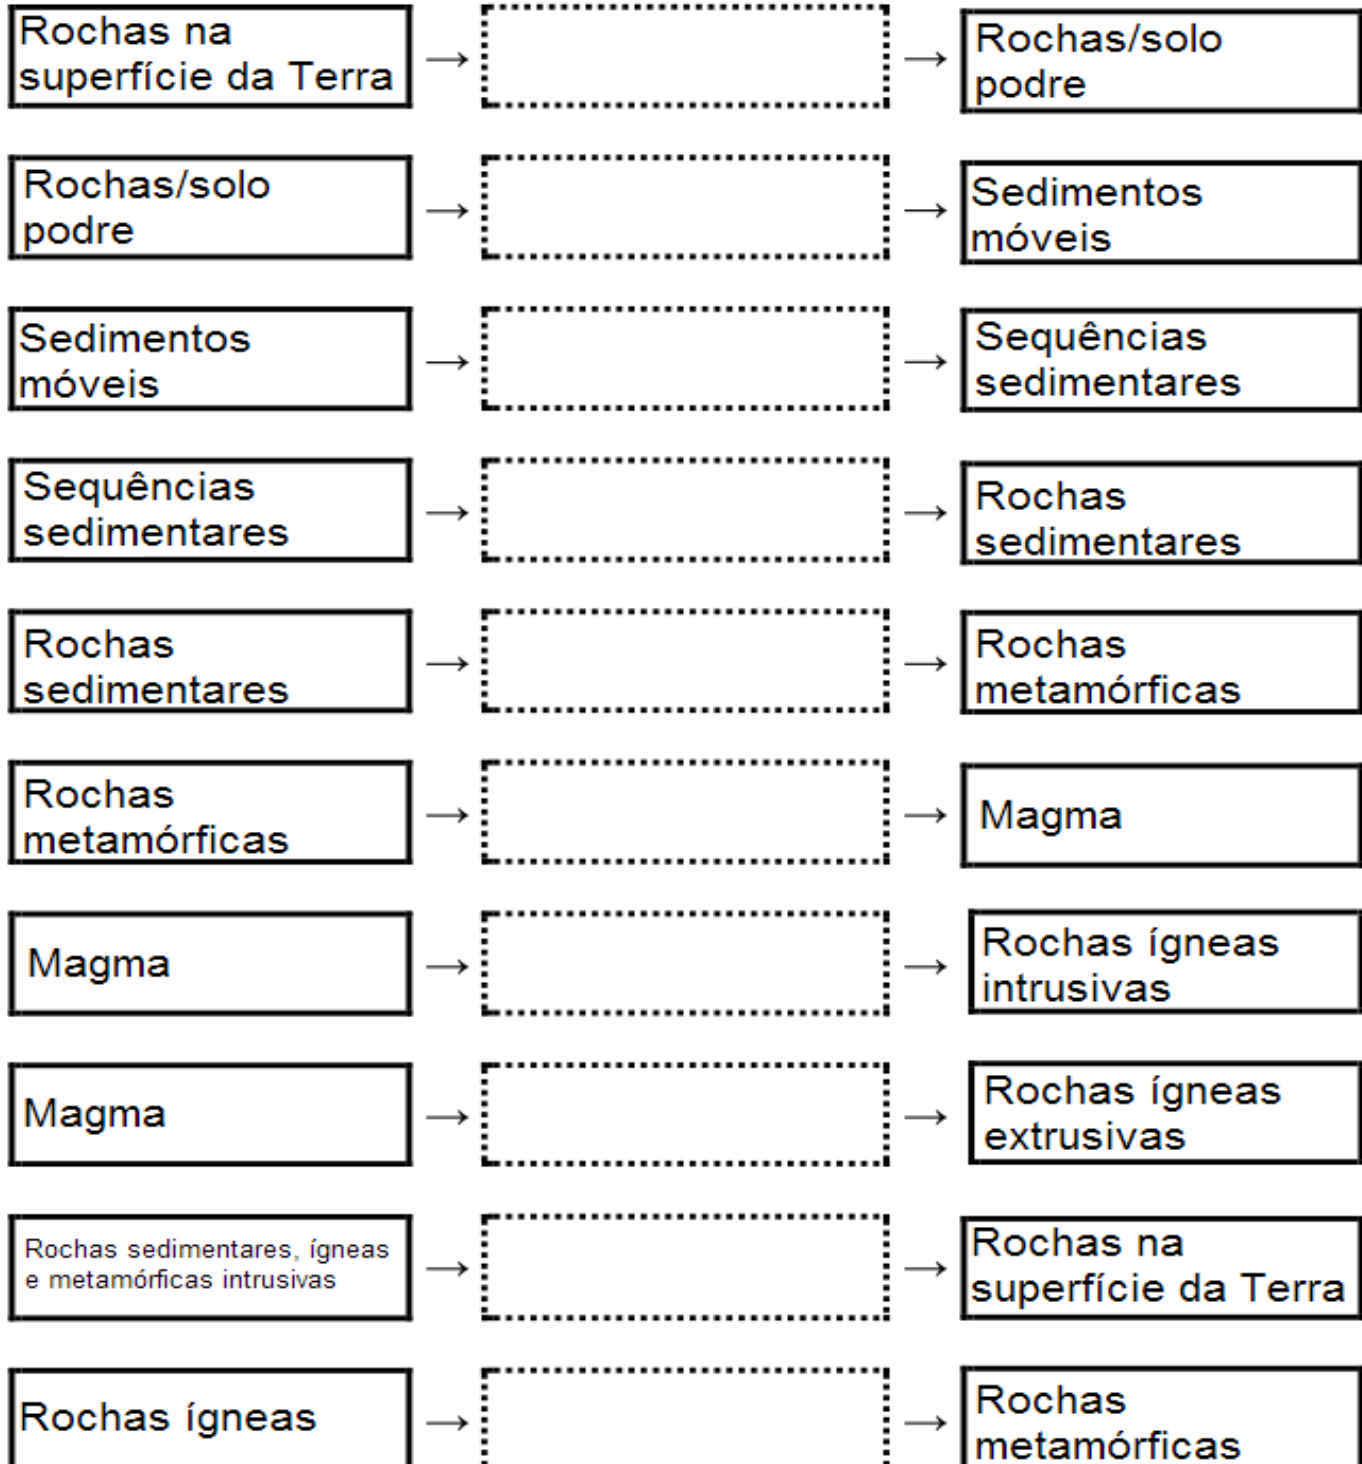 Rochas na
superfície da Terra
→
→
Rochas/solo
podre
Rochas/solo
podre
→
→
Sedimentos
móveis
Sedimentos
móveis
→
→
Sequências
sedimentares
Sequências
sedimentares
→
→
Rochas
sedimentares
Rochas
sedimentares
→
→
Rochas
metamórficas
Rochas
metamórficas
→
→
Magma
Magma
→
→
Rochas ígneas
intrusivas
Magma
→
→
Rochas ígneas
extrusivas
Rochas sedimentares, ígneas
e metamórficas intrusivas
→
→
Rochas na
superfície da Terra
Rochas ígneas
→
→
Rochas
metamórficas